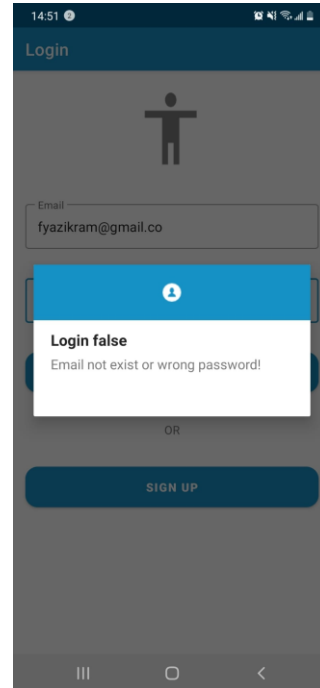 14:51
Login
Email
fyazikram@gmail.co
Login false
Email not exist or wrong password!
OR
SIGN UP